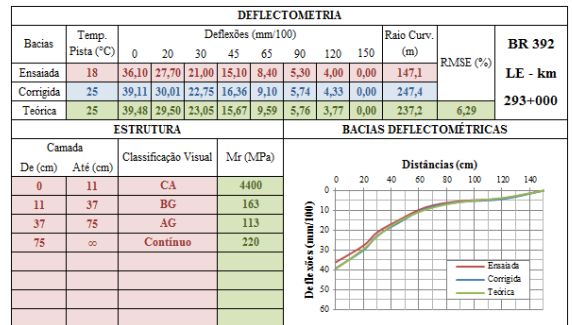 DEFLECTOMETRIA
Bacias Temp. Pista (°C) Deflexões (mm/100) Raio Curv. (m) RMSE (%) BR 392
0 20 30 45 65 90 120 150
Ensaiada 18 36,10 27,70 21,00 15,10 8,40 5,30 4,00 0,00 147,1 LE - km
Corrigida 25 39,11 30,01 22,75 16,36 9,10 5,74 4,33 0,00 247,4 293+000
Teórica 25 39,48 29,50 23,05 15,67 9,59 5,76 3,77 0,00 237,2 6,29
ESTRUTURA BACIAS DEFLECTOMÉTRICAS
Camada Classificação Visual Mr (MPa)
De (cm) Até (cm)
0 11 CA 4400
11 37 BG 163
37 75 AG 113
75 ∞ Contínuo 220
Distâncias (cm)
0 20 40 60 80 100 120 140
Deflexões (mm/100)
0
10
20
30
40
50
60
Ensaiada
Corrigida
Teórica